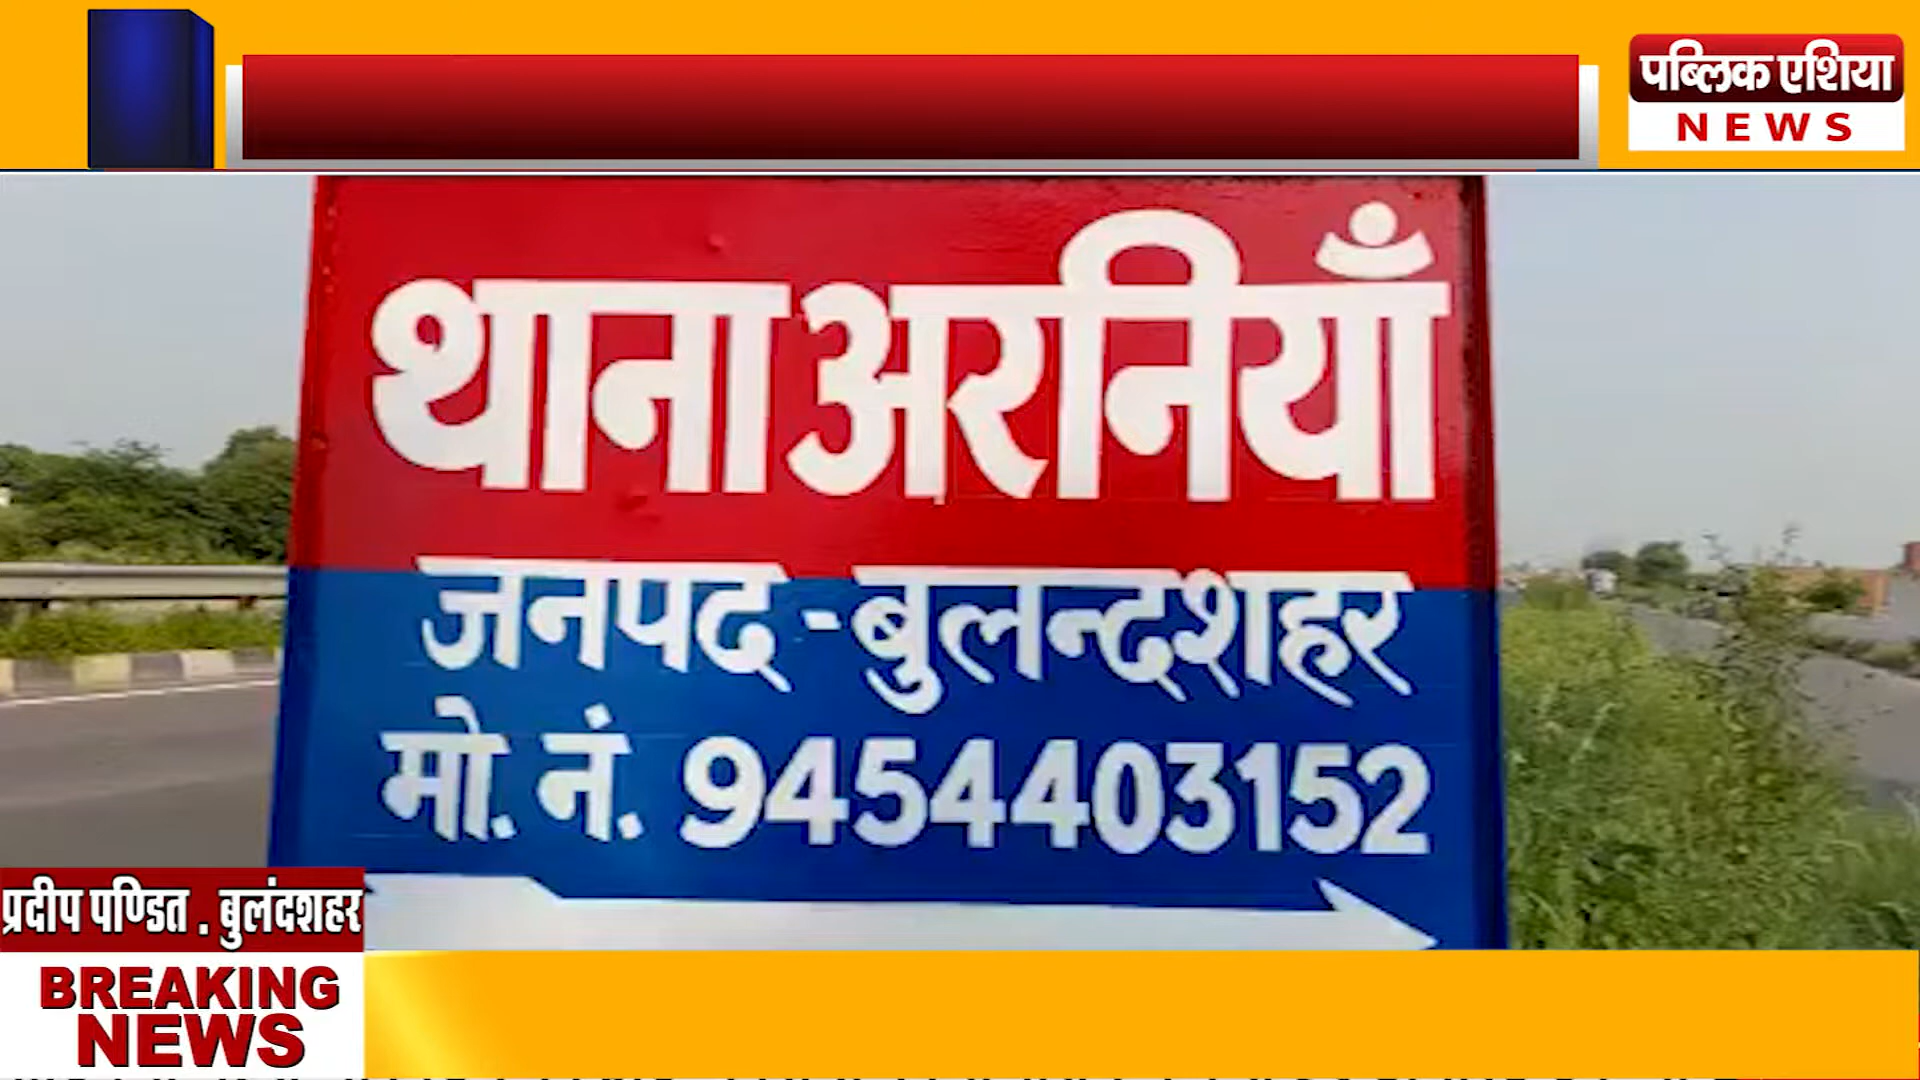 पब्लिक एशिया
NEWS
थाना अरनियाँ
जनपद - बुलन्दशहर
मो. नं. 9454403152
प्रदीप पण्डित . बुलंदशहर
BREAKING
NEWS